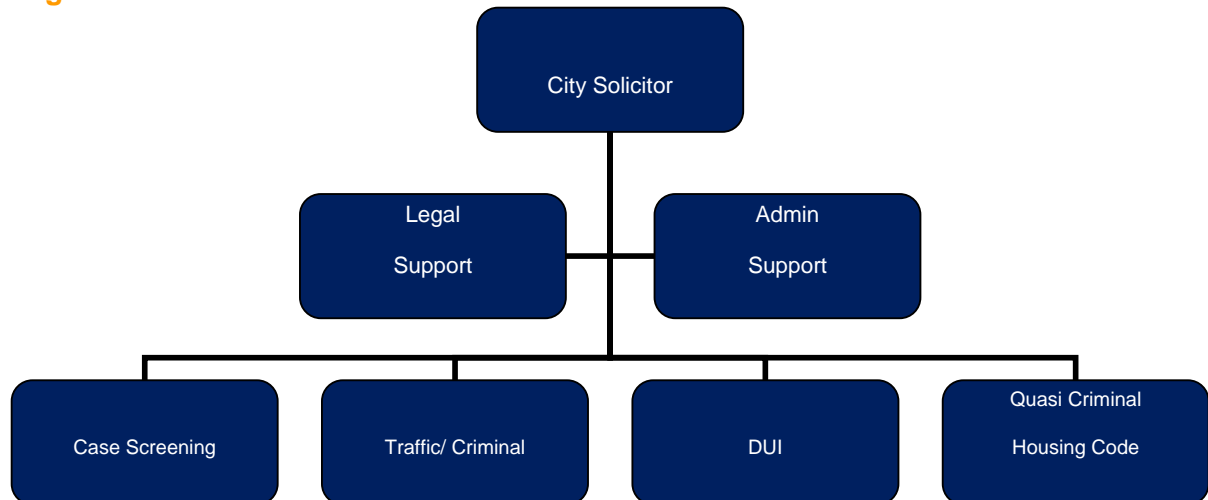 City Solicitor
Legal
Support
Admin
Support
Case Screening
Traffic/ Criminal
DUI
Quasi Criminal
Housing Code